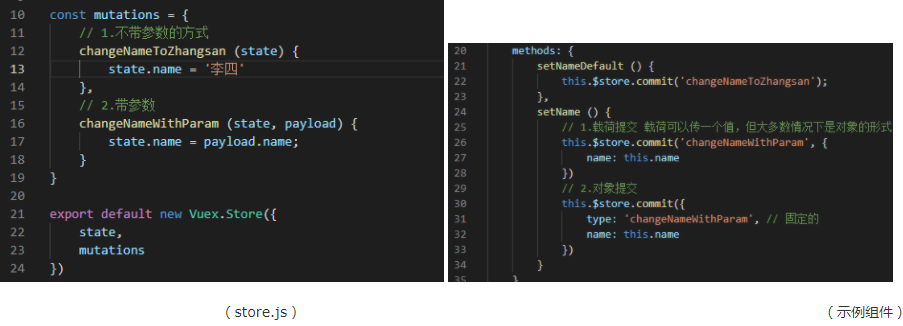 10 const mutations = {
11 // 1.不带参数的方式
12 changeNameToZhangsan (state) {
13 state.name = '李四'
14 },
15 // 2.带参数
16 changeNameWithParam (state, payload) {
17 state.name = payload.name;
18 }
19 }
20
21 export default new Vuex.Store({
22 state,
23 mutations
24 })
(store.js)
20 methods: {
21 setNameDefault () {
22 this.$store.commit('changeNameToZhangsan');
23 },
24 setName () {
25 // 1.载荷提交 载荷可以传一个值，但大多数情况下是对象的形式
26 this.$store.commit('changeNameWithParam', {
27 name: this.name
28 })
29 // 2.对象提交
30 this.$store.commit({
31 type: 'changeNameWithParam', // 固定的
32 name: this.name
33 })
34 }
35 }
(示例组件)